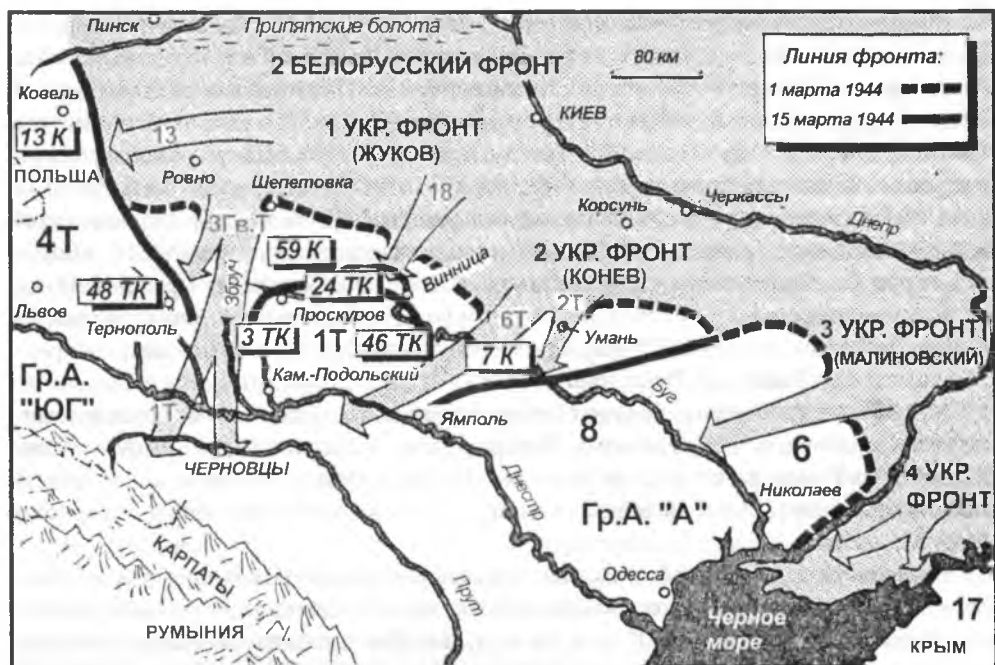 Пинск
Припятские болота
2 БЕЛОРУССКИЙ ФРОНТ
80 км
Линия фронта:
1 марта 1944
15 марта 1944
Ковель
13 К
13
1 УКР. ФРОНТ
(ЖУКОВ)
КИЕВ
ПОЛЬША
Ровно
Шепетовка
18
Корсунь
Черкассы
Днепр
4Т
3Гв.Т
59 К
Винница
2 УКР. ФРОНТ
(КОНЕВ)
48 ТК
Збруч
24 ТК
Львов
Тернополь
Проскуров
3 ТК
1Т
46 ТК
6Т
2Т
Умань
7 К
3 УКР. ФРОНТ
(МАЛИНОВСКИЙ)
Кам.-Подольский
Гр.А.
"ЮГ"
1Т
Ямполь
Буг
8
6
ЧЕРНОВЦЫ
Днестр
Николаев
4 УКР.
ФРОНТ
Гр.А. "А"
КАРПАТЫ
Прут
Одесса
Черное
море
17
РУМЫНИЯ
КРЫМ